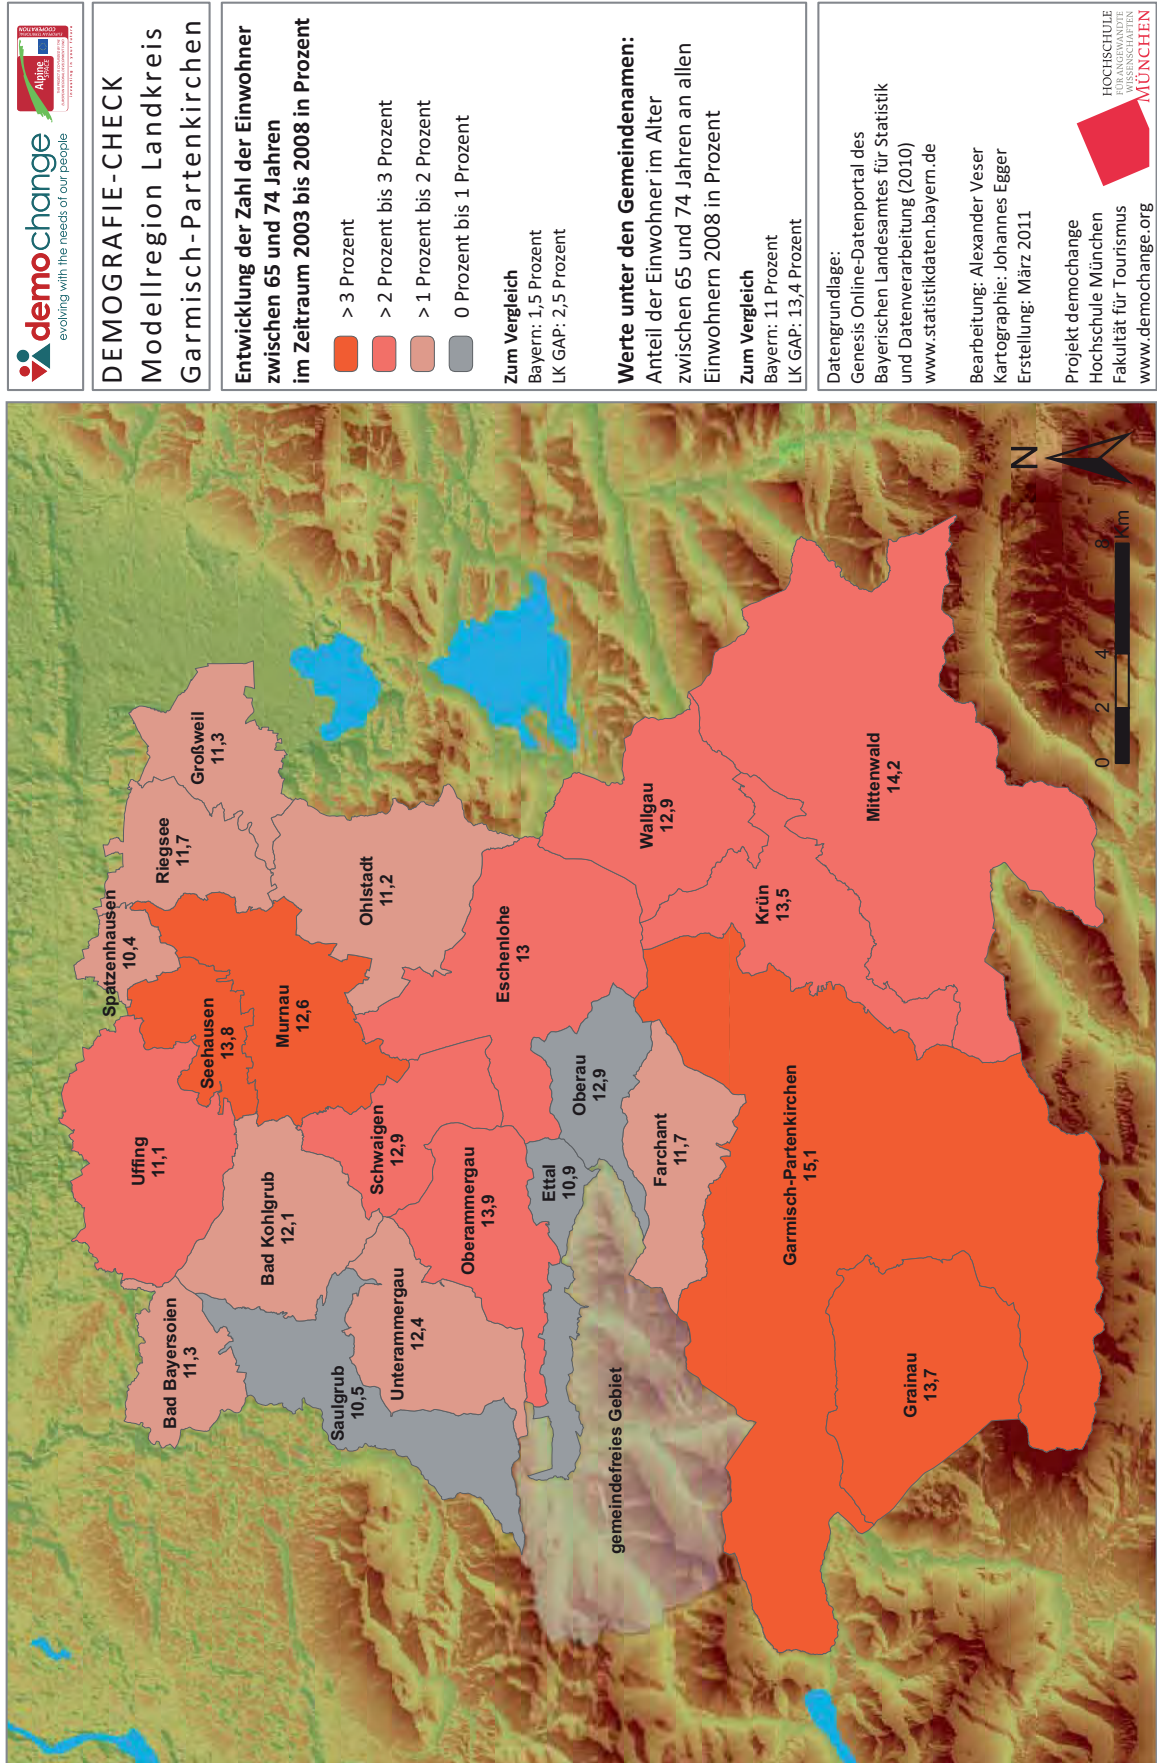 demochange
evolving with the needs of our people
Alpine
SPACE
DEMOGRAFIE-CHECK
Modellregion Landkreis
Garmisch-Partenkirchen
Entwicklung der Zahl der Einwohner
zwischen 65 und 74 Jahren
im Zeitraum 2003 bis 2008 in Prozent
> 3 Prozent
> 2 Prozent bis 3 Prozent
> 1 Prozent bis 2 Prozent
0 Prozent bis 1 Prozent
Zum Vergleich
Bayern: 1,5 Prozent
LK GAP: 2,5 Prozent
Werte unter den Gemeindenamen:
Anteil der Einwohner im Alter
zwischen 65 und 74 Jahren an allen
Einwohnern 2008 in Prozent
Zum Vergleich
Bayern: 11 Prozent
LK GAP: 13,4 Prozent
Datengrundlage:
Genesis Online-Datenportal des
Bayerischen Landesamtes für Statistik
und Datenverarbeitung (2010)
www.statistikdaten.bayern.de
Bearbeitung: Alexander Veser
Kartographie: Johannes Egger
Erstellung: März 2011
Projekt demochange
Hochschule München
Fakultät für Tourismus
www.demochange.org
HOCHSCHULE
FÜR ANGEWANDTE
WISSENSCHAFTEN
MÜNCHEN
Spatzenhausen
10,4
Uffing
11,1
Riegsee
11,7
Großweil
11,3
Bad Bayersoien
11,3
Seehausen
13,8
Murnau
12,6
Bad Kohlgrub
12,1
Ohlstadt
11,2
Saulgrub
10,5
Schwaigen
12,9
Unterammergau
12,4
Oberammergau
13,9
Eschenlohe
13
Ettal
10,9
Oberau
12,9
gemeindefreies Gebiet
Farchant
11,7
Wallgau
12,9
Krün
13,5
Garmisch-Partenkirchen
15,1
Mittenwald
14,2
Grainau
13,7
N
0 2 4 8
Km